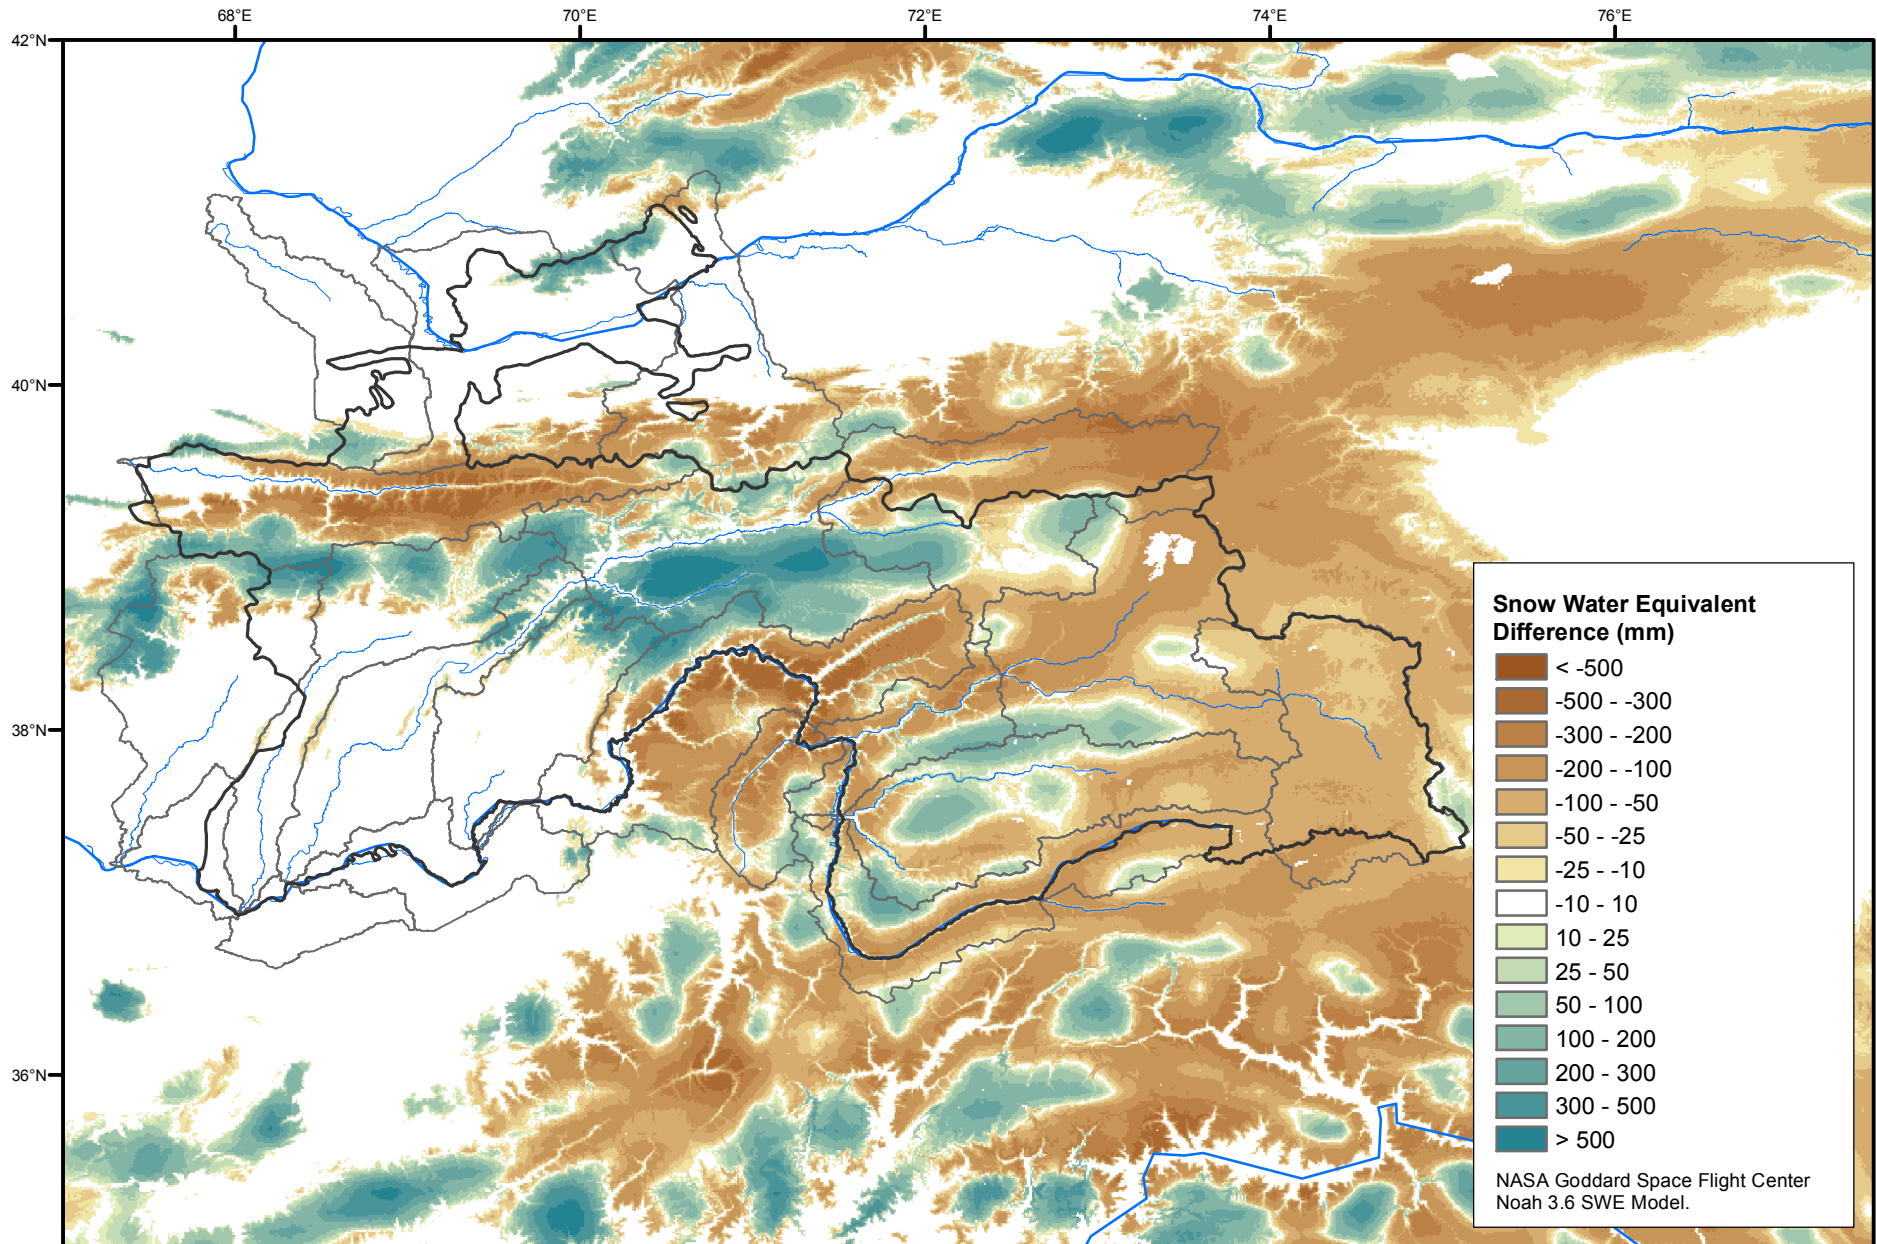 68°E
70°E
72°E
74°E
76°E
42°N
40°N
38°N
36°N
Snow Water Equivalent
Difference (mm)
< -500
-500 - -300
-300 - -200
-200 - -100
-100 - -50
-50 - -25
-25 - -10
-10 - 10
10 - 25
25 - 50
50 - 100
100 - 200
200 - 300
300 - 500
> 500
NASA Goddard Space Flight Center
Noah 3.6 SWE Model.